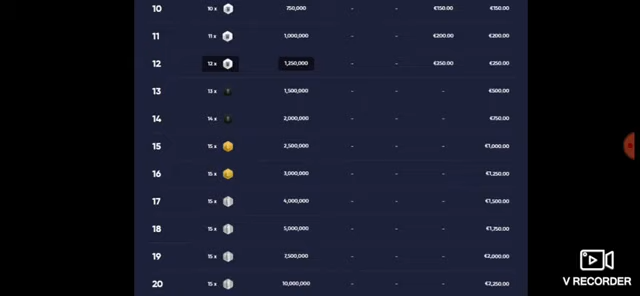 10 10 x 750,000 - - €150.00 €150.00
11 11 x 1,000,000 - - €200.00 €200.00
12 12 x 1,250,000 - - €250.00 €250.00
13 13 x 1,500,000 - - - €500.00
14 14 x 2,000,000 - - - €750.00
15 15 x 2,500,000 - - - €1,000.00
16 15 x 3,000,000 - - - €1,250.00
17 15 x 4,000,000 - - - €1,500.00
18 15 x 5,000,000 - - - €1,750.00
19 15 x 7,500,000 - - - €2,000.00
20 15 x 10,000,000 - - - €2,250.00
V RECORDER